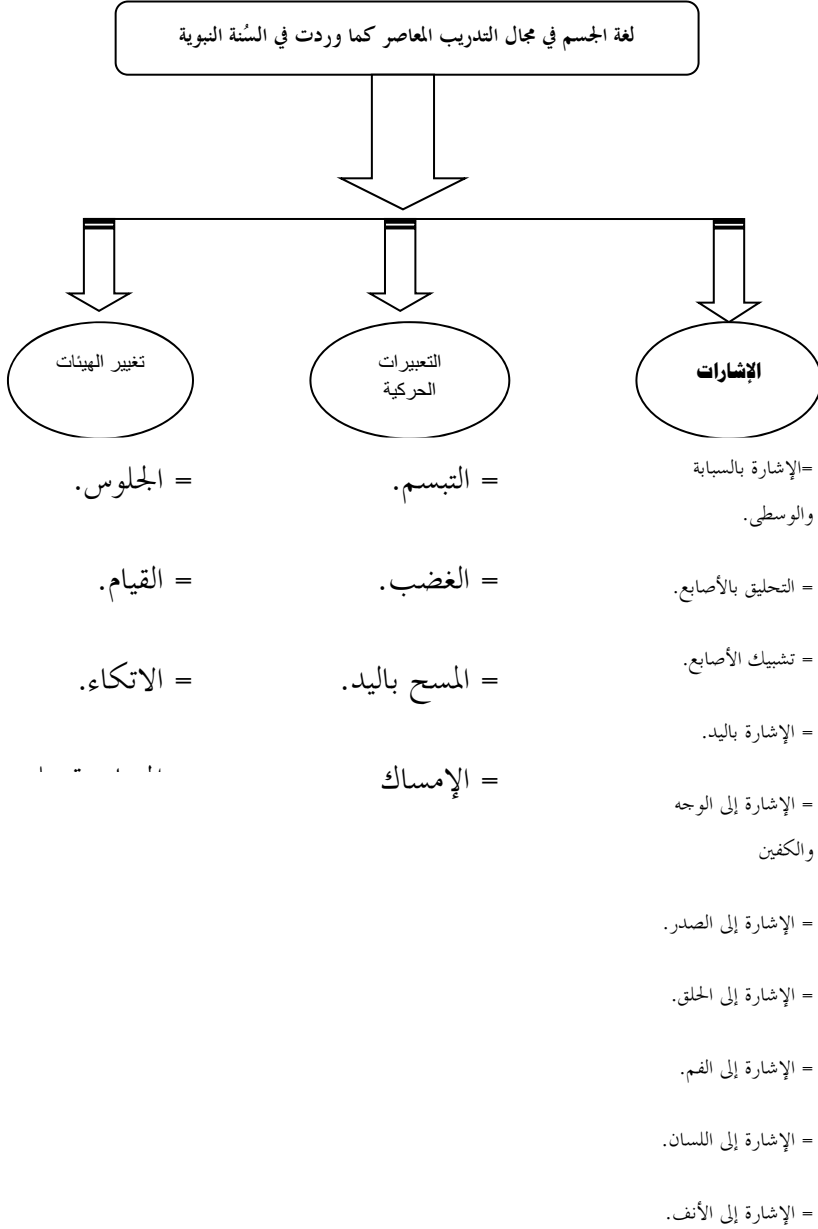 لغة الجسم في مجال التدريب المعاصر كما وردت في السُنة النبوية
الإشارات
=الإشارة بالسبابة
والوسطى.
= التحليق بالأصابع.
= تشبيك الأصابع.
= الإشارة باليد.
= الإشارة إلى الوجه
والكفين
= الإشارة إلى الصدر.
= الإشارة إلى الحلق.
= الإشارة إلى الفم.
= الإشارة إلى اللسان.
= الإشارة إلى الأنف.
التعبيرات
الحركية
= التبسم.
= الغضب.
= المسح باليد.
= الإمساك
تغيير الهيئات
= الجلوس.
= القيام.
= الاتكاء.